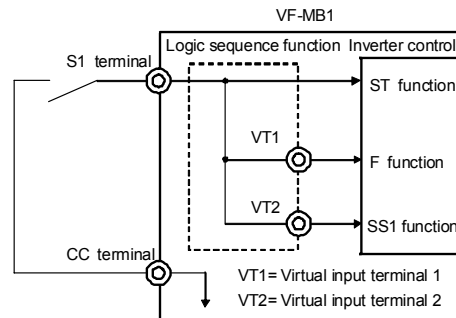 VF-MB1
Logic sequence function Inverter control
S1 terminal
ST function
VT1
F function
VT2
SS1 function
CC terminal
VT1= Virtual input terminal 1
VT2= Virtual input terminal 2